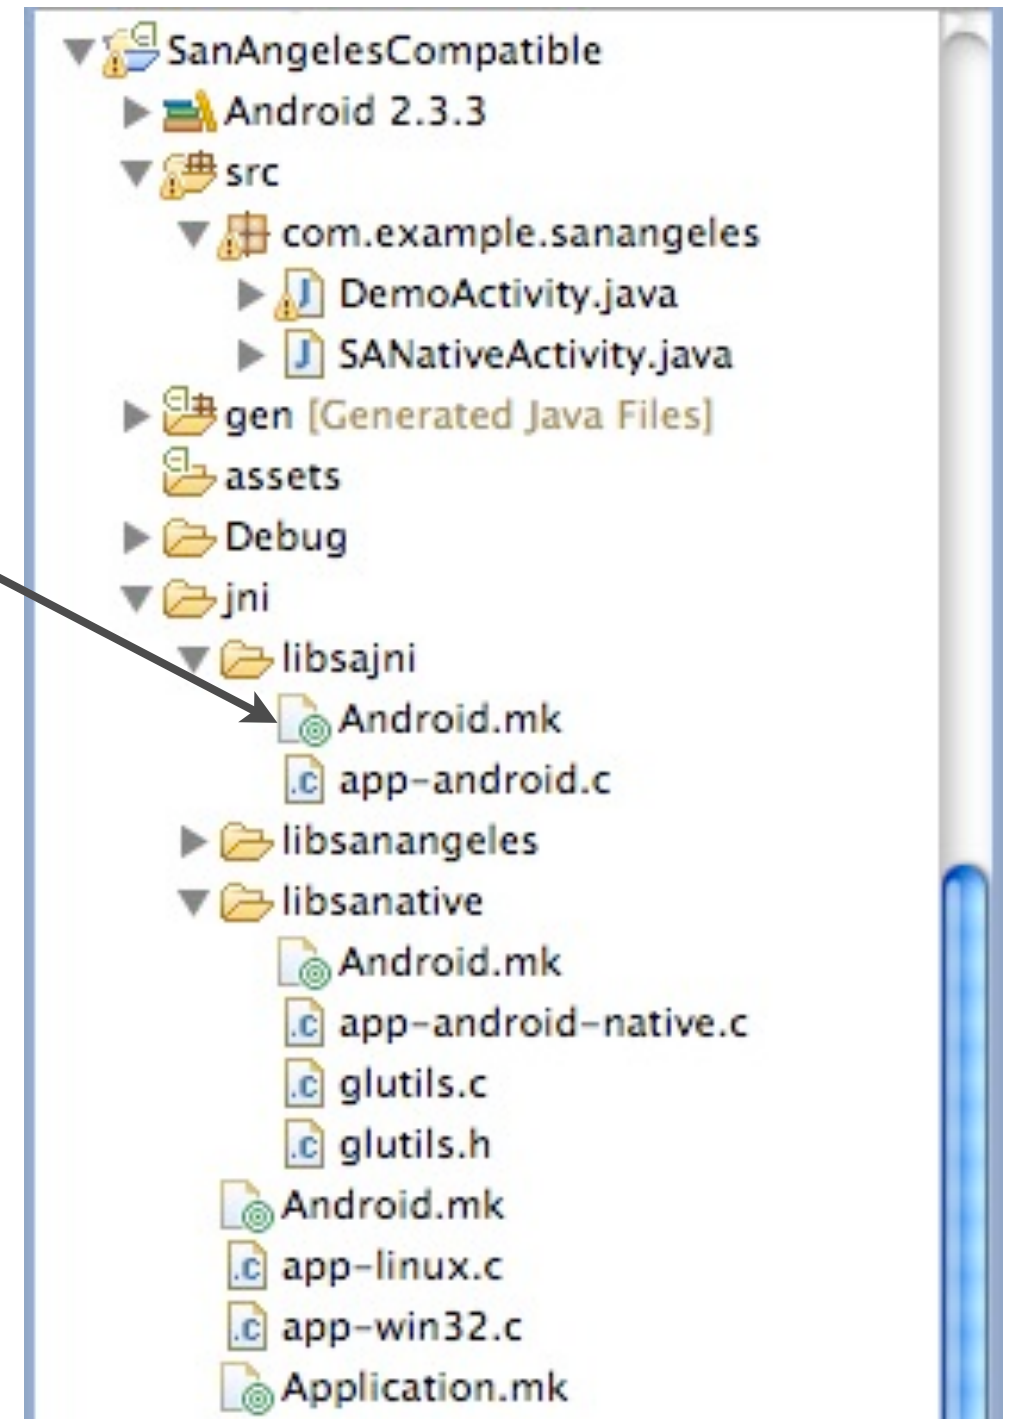 SanAngelesCompatible
Android 2.3.3
src
com.example.sanangeles
DemoActivity.java
SANativeActivity.java
gen [Generated Java Files]
assets
Debug
jni
libsajni
Android.mk
.c app-android.c
libsanangeles
libsanative
Android.mk
.c app-android-native.c
.c glutils.c
.c glutils.h
Android.mk
.c app-linux.c
.c app-win32.c
Application.mk